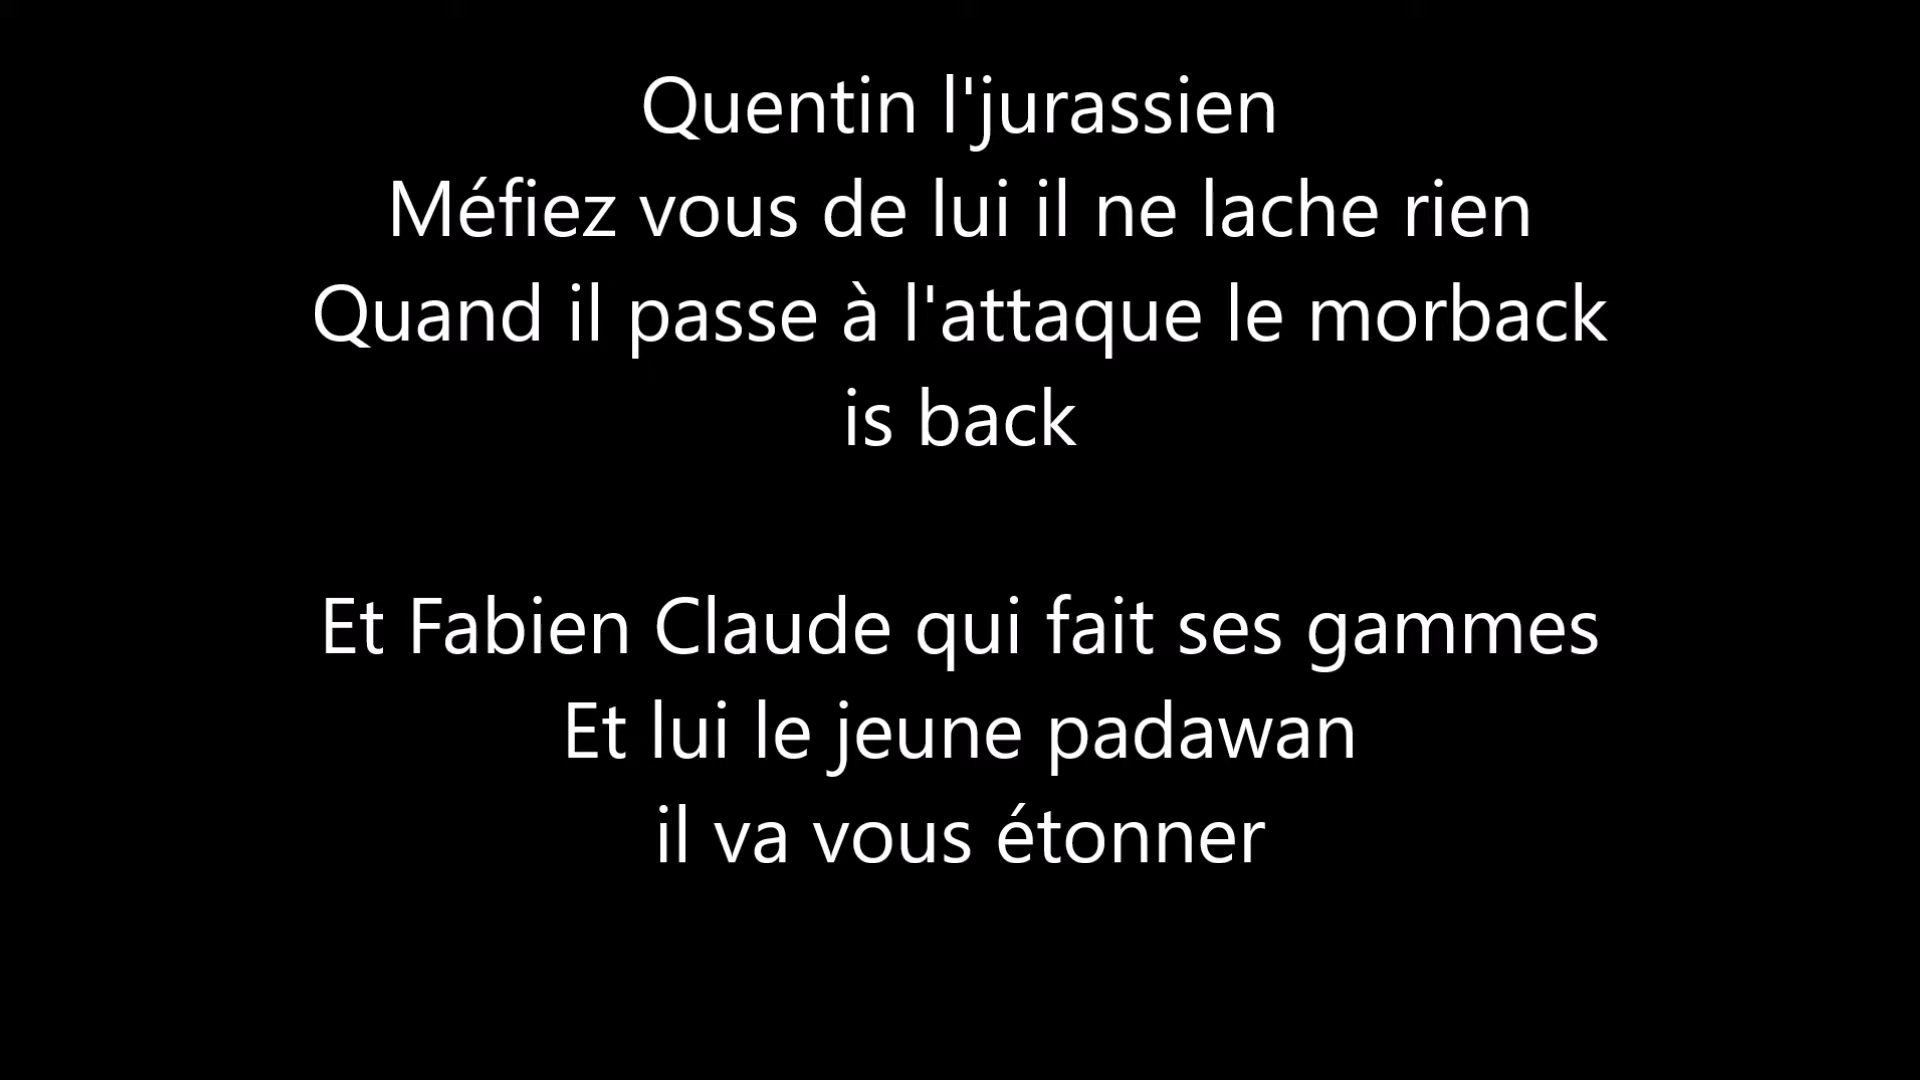 Quentin l'jurassien
Méfiez vous de lui il ne lache rien
Quand il passe à l'attaque le morback
is back
Et Fabien Claude qui fait ses gammes
Et lui le jeune padawan
il va vous étonner